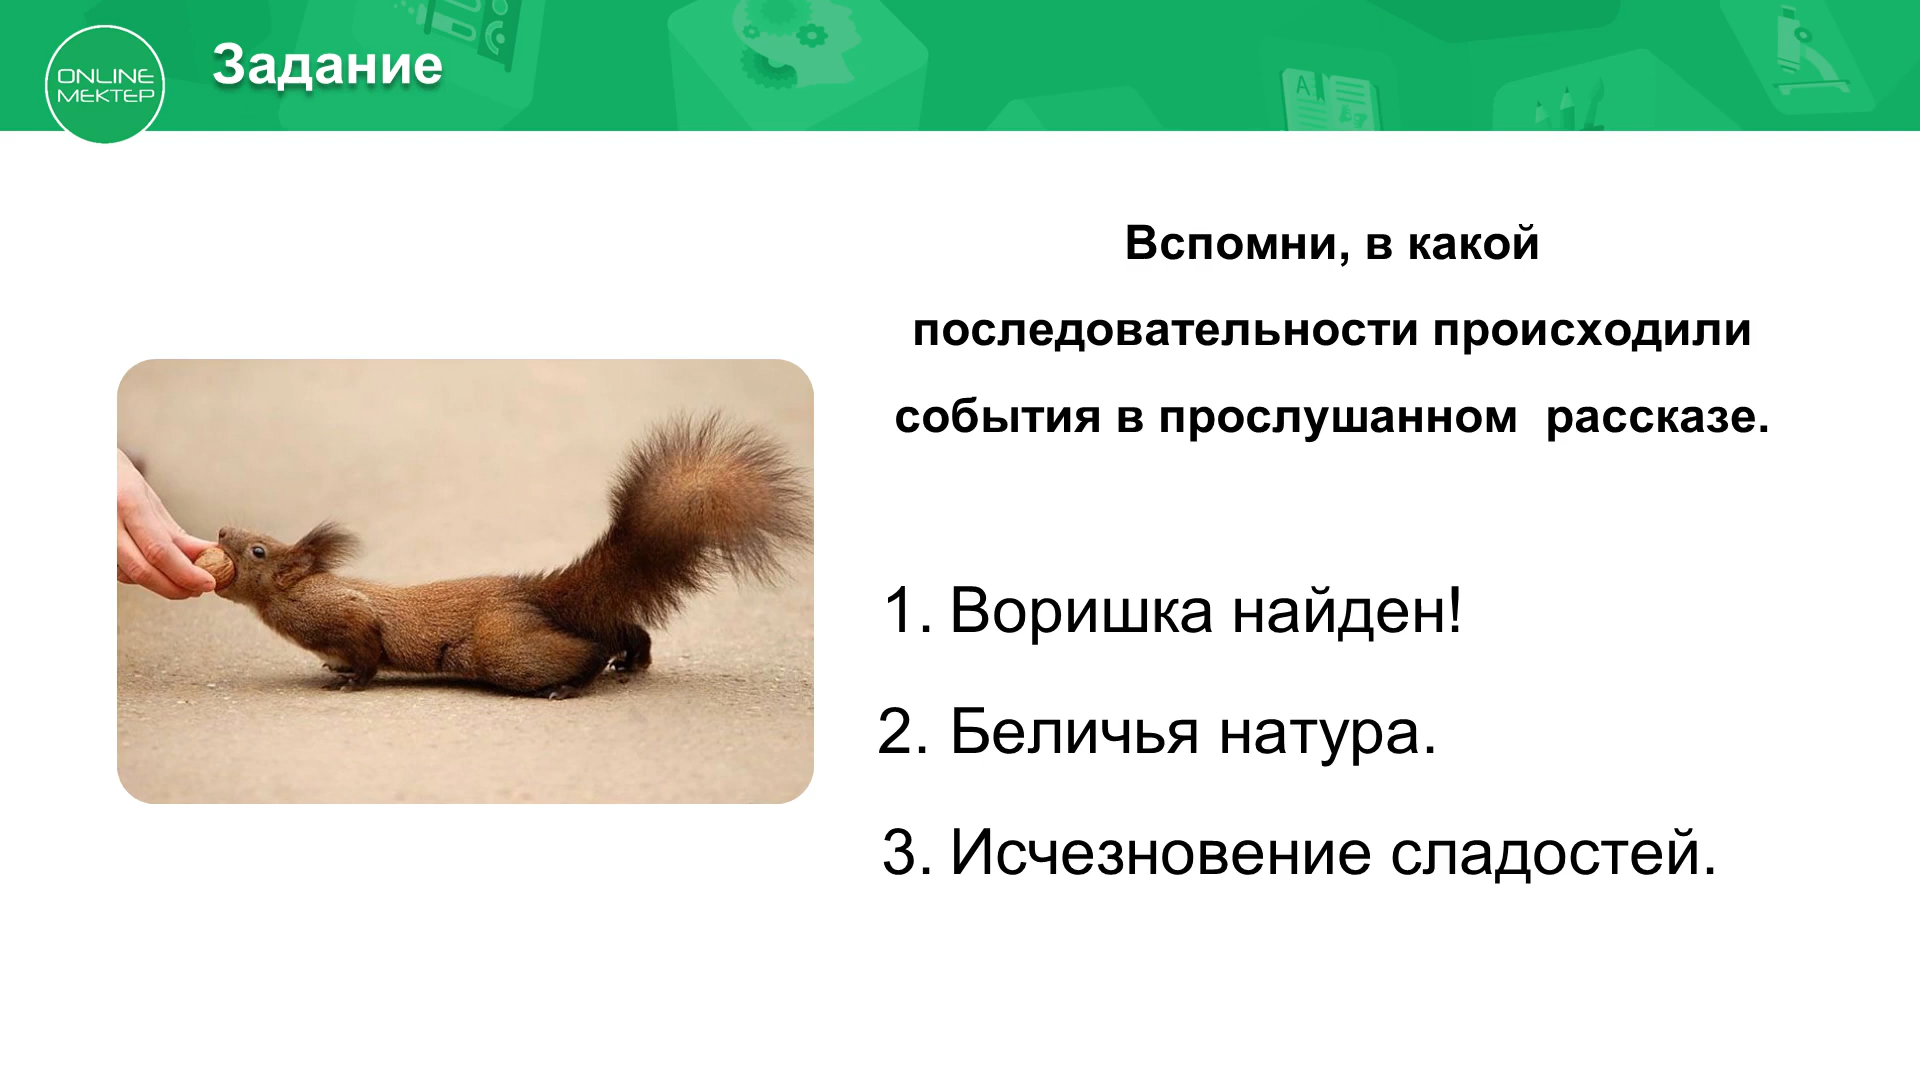 ONLINE
MEKTEP
Задание
Вспомни, в какой
последовательности происходили
события в прослушанном  рассказе.
1. Воришка найден!
2. Беличья натура.
3. Исчезновение сладостей.